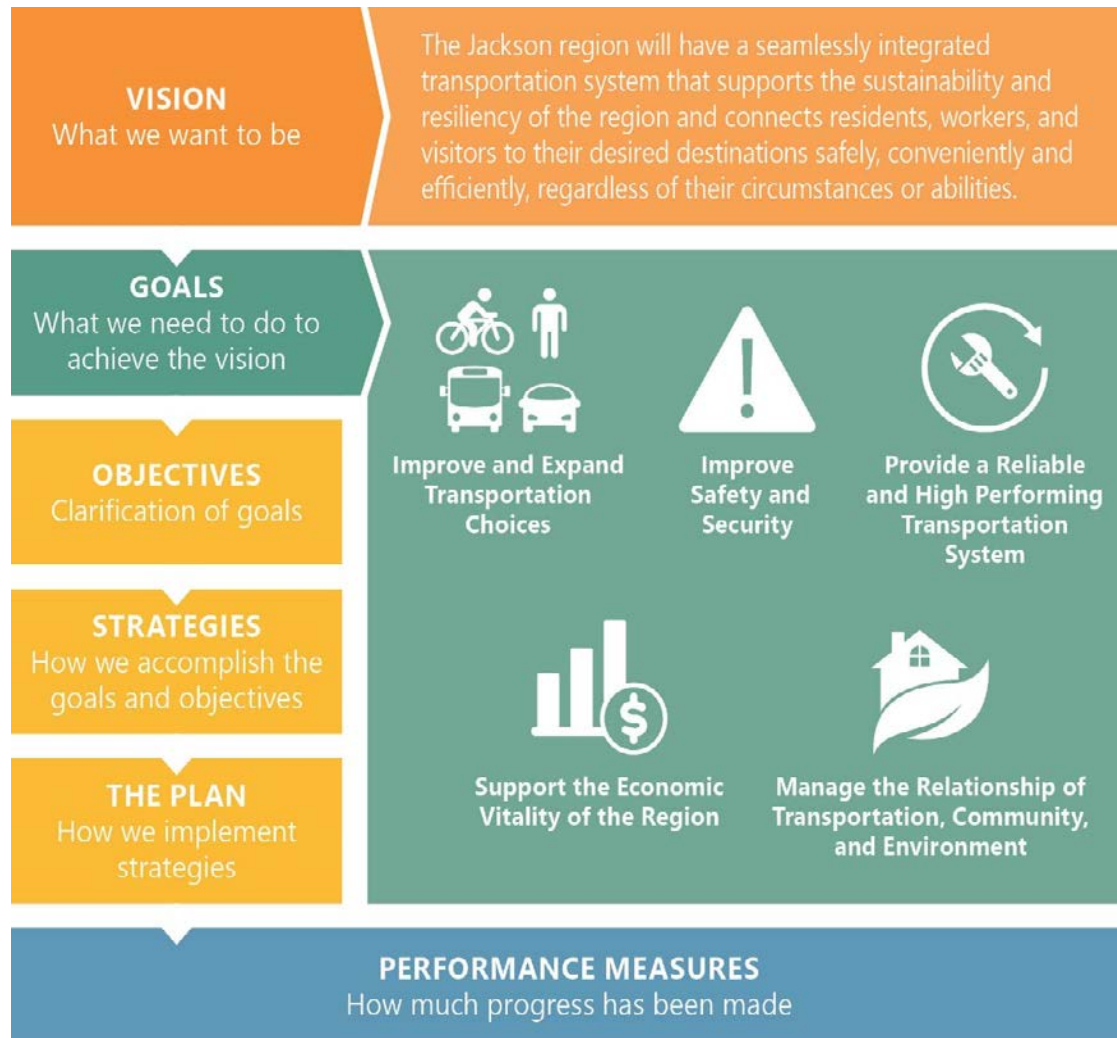 VISION
What we want to be
The Jackson region will have a seamlessly integrated
transportation system that supports the sustainability and
resiliency of the region and connects residents, workers, and
visitors to their desired destinations safely, conveniently and
efficiently, regardless of their circumstances or abilities.
GOALS
What we need to do to
achieve the vision
Improve and Expand
Transportation
Choices
Improve
Safety and
Security
Provide a Reliable
and High Performing
Transportation
System
Support the Economic
Vitality of the Region
Manage the Relationship of
Transportation, Community,
and Environment
OBJECTIVES
Clarification of goals
STRATEGIES
How we accomplish the
goals and objectives
THE PLAN
How we implement
strategies
PERFORMANCE MEASURES
How much progress has been made